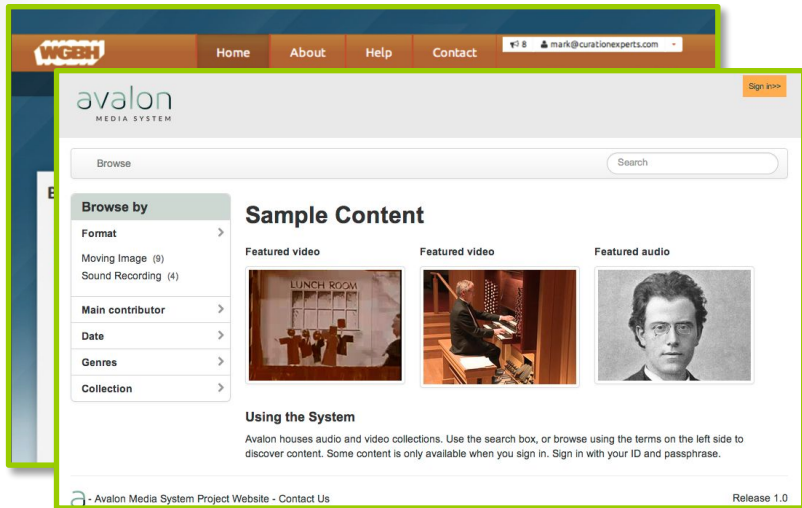 WGBH
Home About Help Contact 8 mark@curationexperts.com
avalon
MEDIA SYSTEM
Sign in>>
Browse Search
Browse by
Format
Moving Image (9)
Sound Recording (4)
Main contributor
Date
Genres
Collection
Sample Content
Featured video Featured video Featured audio
LUNCH ROOM
Using the System
Avalon houses audio and video collections. Use the search box, or browse using the terms on the left side to
discover content. Some content is only available when you sign in. Sign in with your ID and passphrase.
a - Avalon Media System Project Website - Contact Us Release 1.0